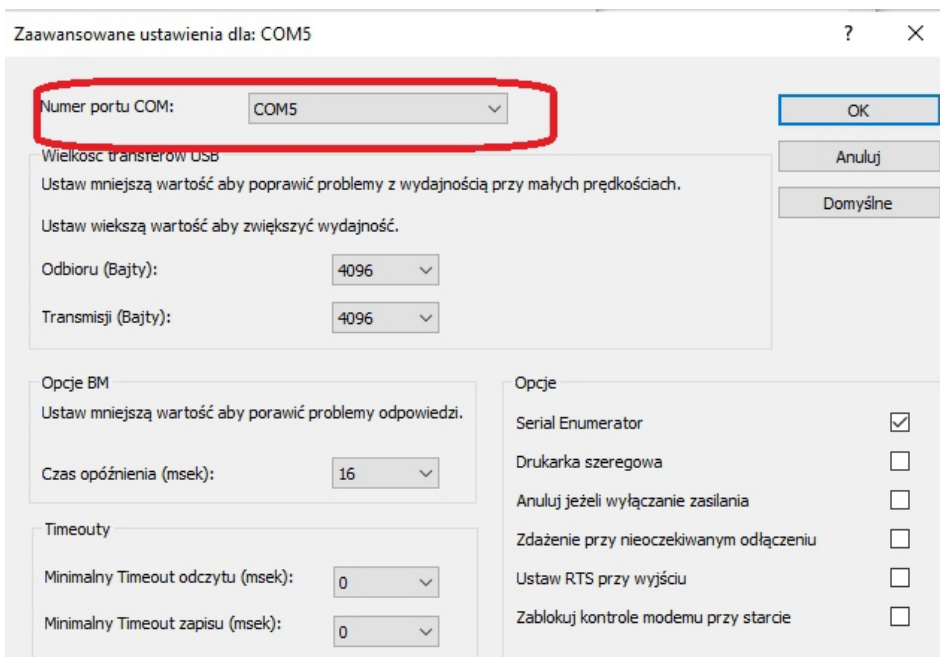 Zaawansowane ustawienia dla: COM5
Numer portu COM:
COM5
OK
Anuluj
Domyślne
Wielkość transferów USB
Ustaw mniejszą wartość aby poprawić problemy z wydajnością przy małych prędkościach.
Ustaw wiekszą wartość aby zwiększyć wydajność.
Odbioru (Bajty):
4096
Transmisji (Bajty):
4096
Opcje BM
Ustaw mniejszą wartość aby porawić problemy odpowiedzi.
Czas opóźnienia (msek):
16
Timeouty
Minimalny Timeout odczytu (msek):
0
Minimalny Timeout zapisu (msek):
0
Opcje
Serial Enumerator
Drukarka szeregowa
Anuluj jeżeli wyłączanie zasilania
Zdażenie przy nieoczekiwanym odłączeniu
Ustaw RTS przy wyjściu
Zablokuj kontrole modemu przy starcie